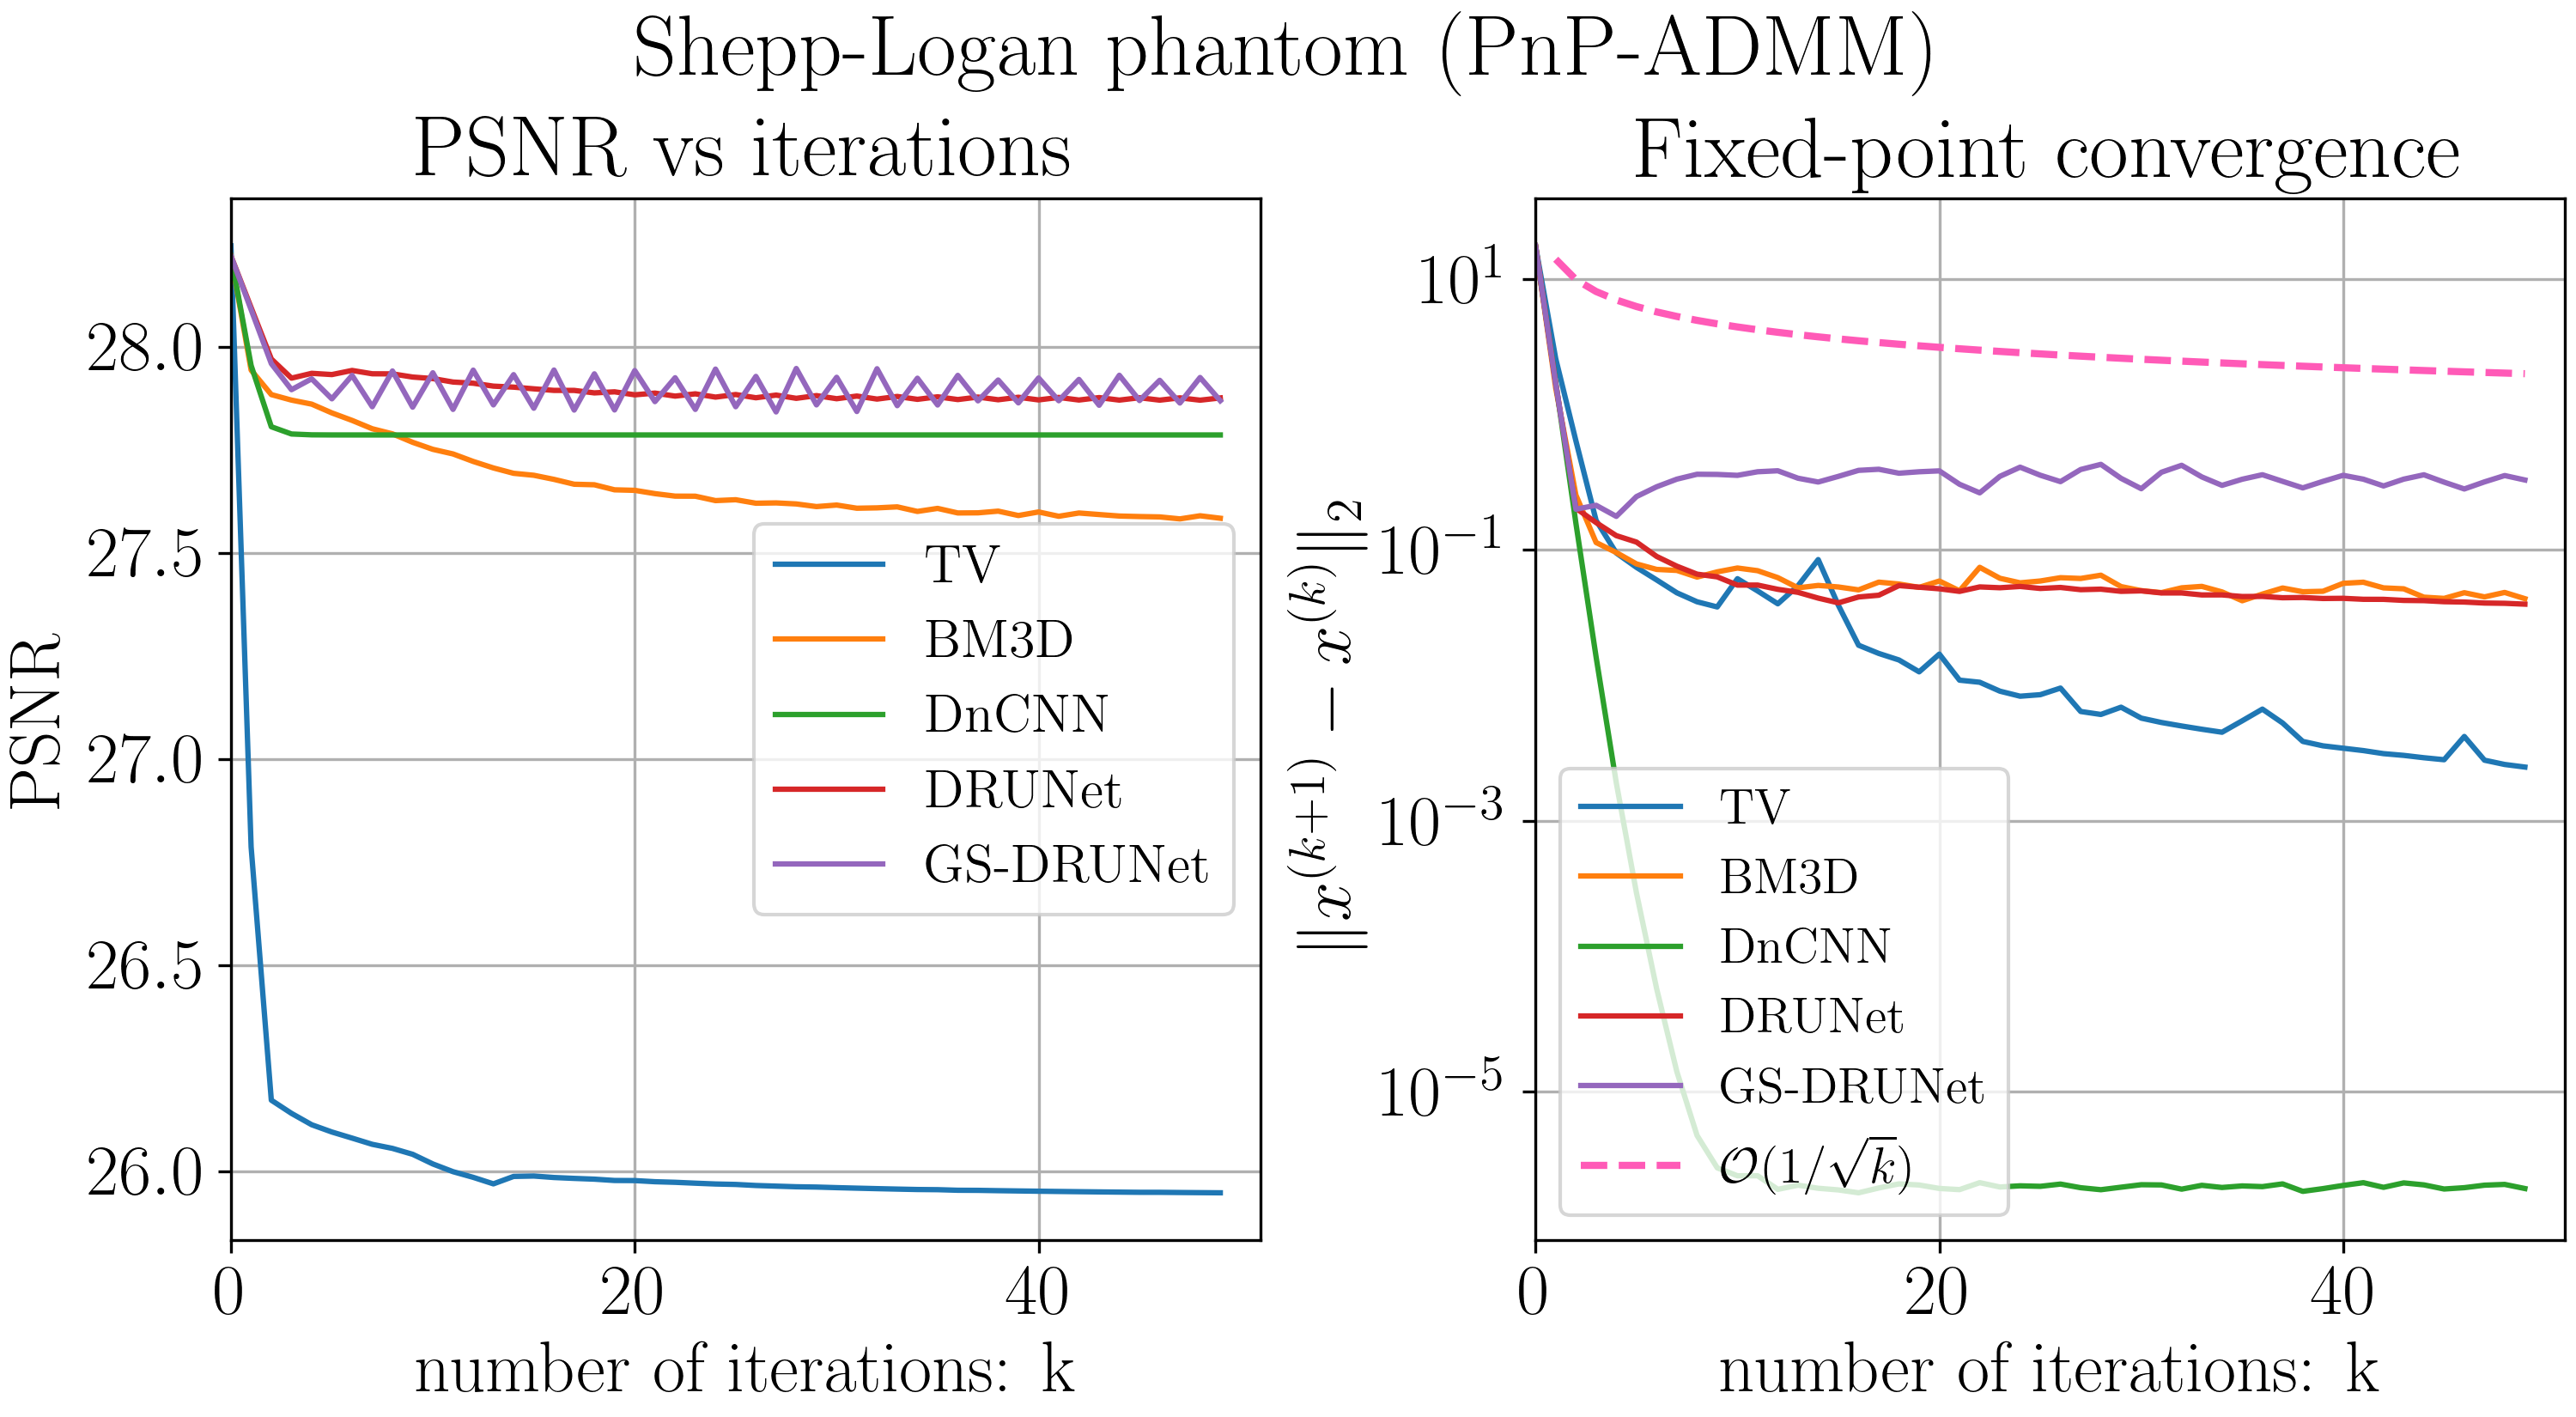 Shepp-Logan phantom (PnP-ADMM)
PSNR vs iterations
28.0
27.5
27.0
26.5
26.0
PSNR
0 20 40
number of iterations: k
TV
BM3D
DnCNN
DRUNet
GS-DRUNet
Fixed-point convergence
10^1
10^{-1}
10^{-3}
10^{-5}
‖x^{(k+1)} − x^{(k)}‖_2
0 20 40
number of iterations: k
TV
BM3D
DnCNN
DRUNet
GS-DRUNet
𝒪(1/√k)